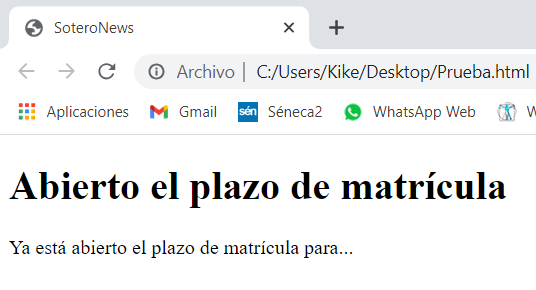 SoteroNews
Archivo | C:/Users/Kike/Desktop/Prueba.html
Aplicaciones Gmail sén Séneca2 WhatsApp Web W
Abierto el plazo de matrícula
Ya está abierto el plazo de matrícula para...